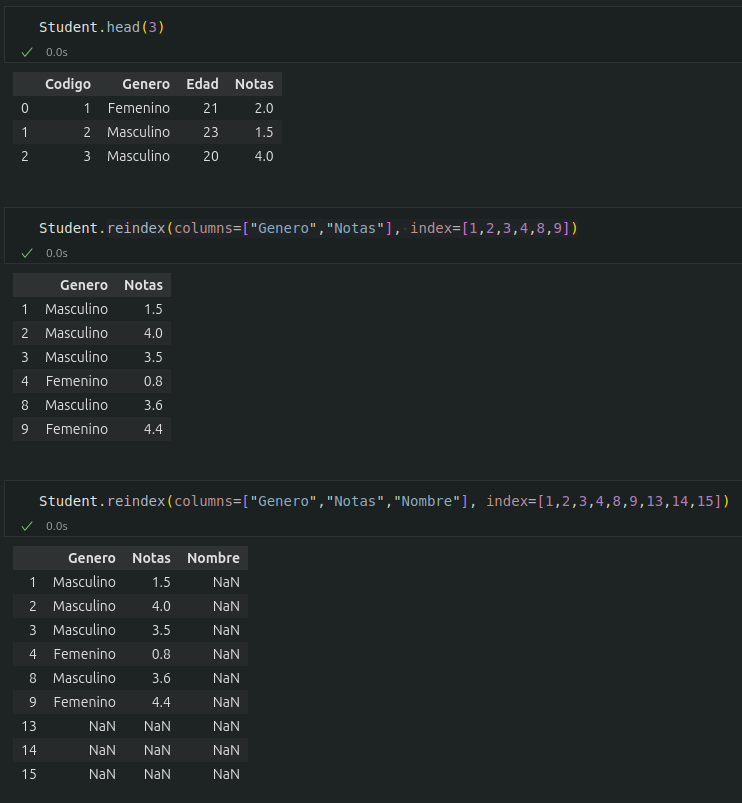 Student.head(3)
0.0s
Codigo Genero Edad Notas
0 1 Femenino 21 2.0
1 2 Masculino 23 1.5
2 3 Masculino 20 4.0
Student.reindex(columns=["Genero","Notas"], index=[1,2,3,4,8,9])
0.0s
Genero Notas
1 Masculino 1.5
2 Masculino 4.0
3 Masculino 3.5
4 Femenino 0.8
8 Masculino 3.6
9 Femenino 4.4
Student.reindex(columns=["Genero","Notas","Nombre"], index=[1,2,3,4,8,9,13,14,15])
0.0s
Genero Notas Nombre
1 Masculino 1.5 NaN
2 Masculino 4.0 NaN
3 Masculino 3.5 NaN
4 Femenino 0.8 NaN
8 Masculino 3.6 NaN
9 Femenino 4.4 NaN
13 NaN NaN NaN
14 NaN NaN NaN
15 NaN NaN NaN